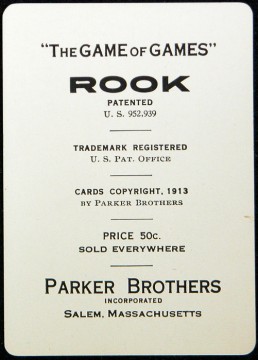 "THE GAME OF GAMES"
ROOK
PATENTED
U. S. 952,939
TRADEMARK REGISTERED
U. S. PAT. OFFICE
CARDS COPYRIGHT, 1913
BY PARKER BROTHERS
PRICE 50c.
SOLD EVERYWHERE
PARKER BROTHERS
INCORPORATED
SALEM, MASSACHUSETTS